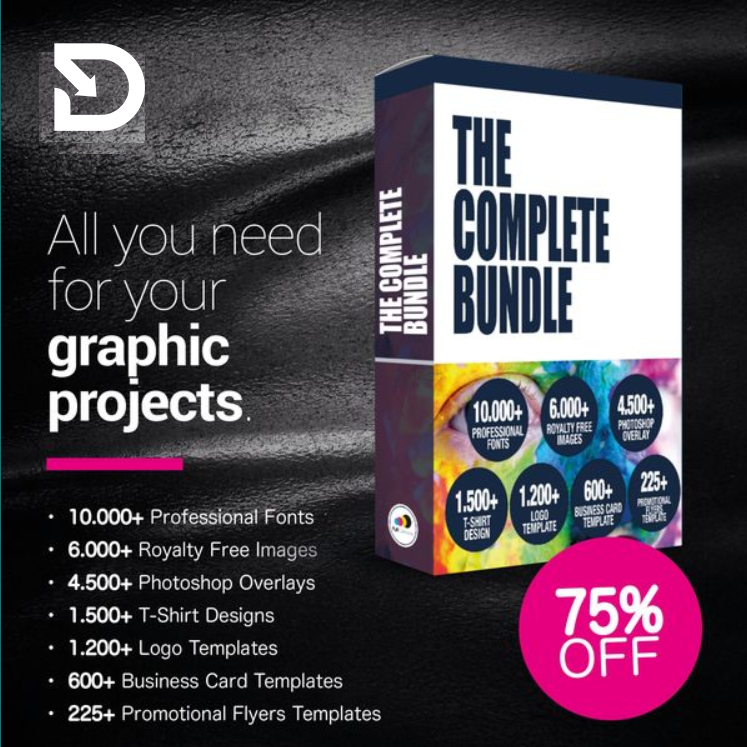 D
All you need
for your
graphic
projects.
• 10.000+ Professional Fonts
• 6.000+ Royalty Free Images
• 4.500+ Photoshop Overlays
• 1.500+ T-Shirt Designs
• 1.200+ Logo Templates
• 600+ Business Card Templates
• 225+ Promotional Flyers Templates
THE COMPLETE
BUNDLE
THE
COMPLETE
BUNDLE
10.000+
PROFESSIONAL
FONTS
6.000+
ROYALTY FREE
IMAGES
4.500+
PHOTOSHOP
OVERLAY
1.500+
T-SHIRT
DESIGN
1.200+
LOGO
TEMPLATE
600+
BUSINESS CARD
TEMPLATE
225+
PROMOTIONAL
FLYERS
TEMPLATE
75%
OFF